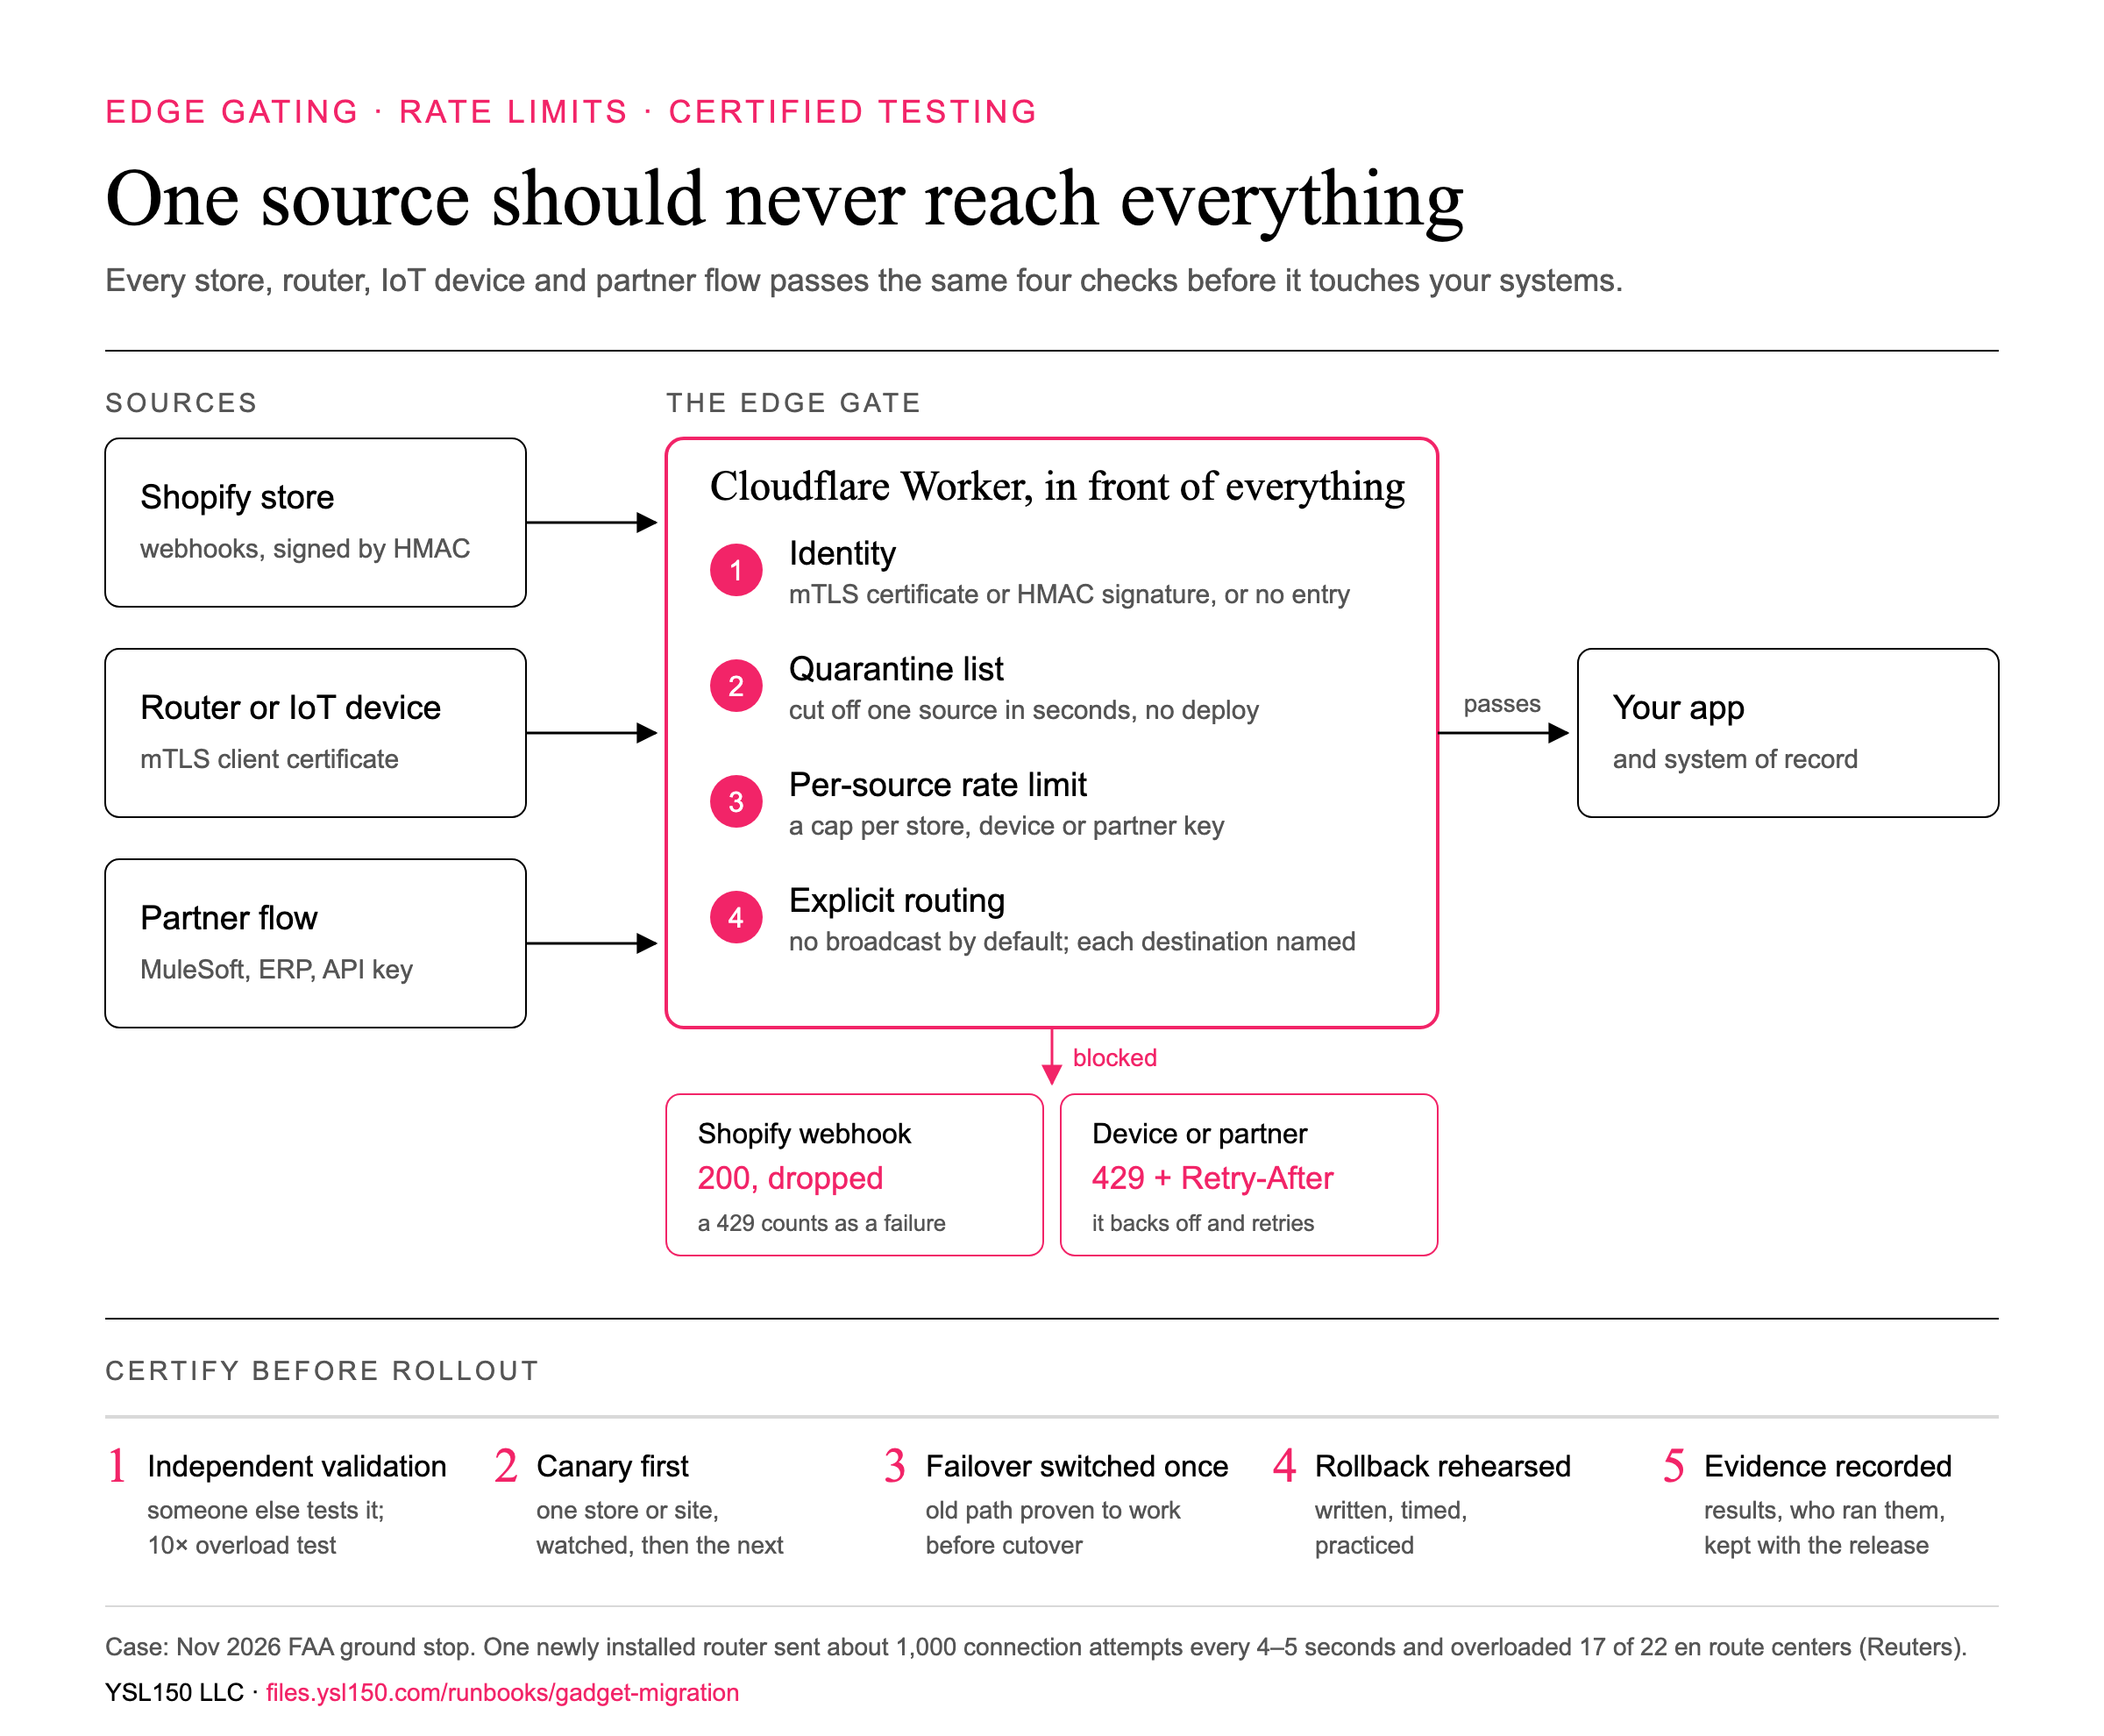 EDGE GATING · RATE LIMITS · CERTIFIED TESTING
One source should never reach everything
Every store, router, IoT device and partner flow passes the same four checks before it touches your systems.
SOURCES
Shopify store
webhooks, signed by HMAC
Router or IoT device
mTLS client certificate
Partner flow
MuleSoft, ERP, API key
THE EDGE GATE
Cloudflare Worker, in front of everything
1
Identity
mTLS certificate or HMAC signature, or no entry
2
Quarantine list
cut off one source in seconds, no deploy
3
Per-source rate limit
a cap per store, device or partner key
4
Explicit routing
no broadcast by default; each destination named
passes
Your app
and system of record
blocked
Shopify webhook
200, dropped
a 429 counts as a failure
Device or partner
429 + Retry-After
it backs off and retries
CERTIFY BEFORE ROLLOUT
1 Independent validation
someone else tests it;
10× overload test
2 Canary first
one store or site,
watched, then the next
3 Failover switched once
old path proven to work
before cutover
4 Rollback rehearsed
written, timed,
practiced
5 Evidence recorded
results, who ran them,
kept with the release
Case: Nov 2026 FAA ground stop. One newly installed router sent about 1,000 connection attempts every 4–5 seconds and overloaded 17 of 22 en route centers (Reuters).
YSL150 LLC · files.ysl150.com/runbooks/gadget-migration